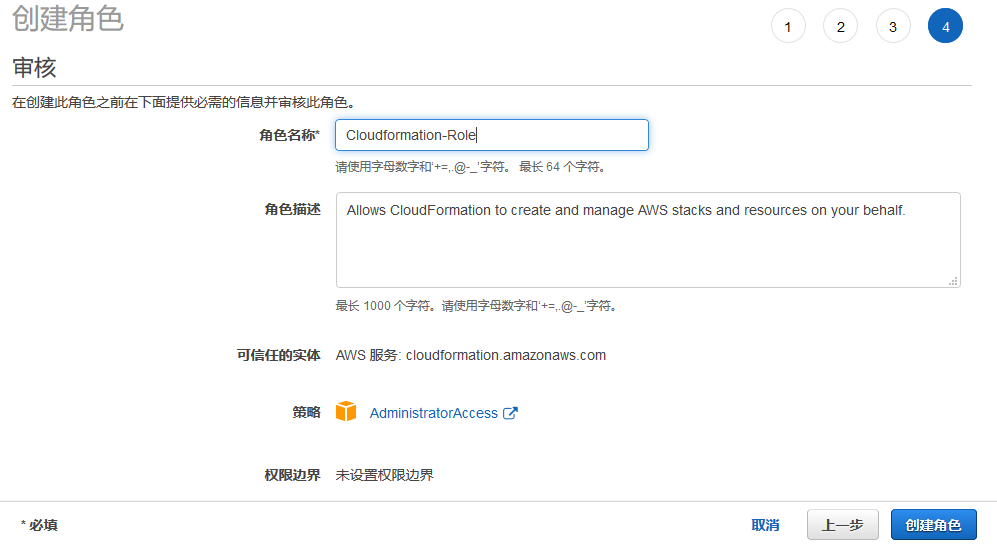 创建角色
1 2 3 4
审核
在创建此角色之前在下面提供必需的信息并审核此角色。
角色名称* Cloudformation-Role
请使用字母数字和‘+=,.@-_’字符。 最长 64 个字符。
角色描述 Allows CloudFormation to create and manage AWS stacks and resources on your behalf.
最长 1000 个字符。请使用字母数字和‘+=,.@-_’字符。
可信任的实体 AWS 服务: cloudformation.amazonaws.com
策略 AdministratorAccess
权限边界 未设置权限边界
* 必填 取消 上一步 创建角色